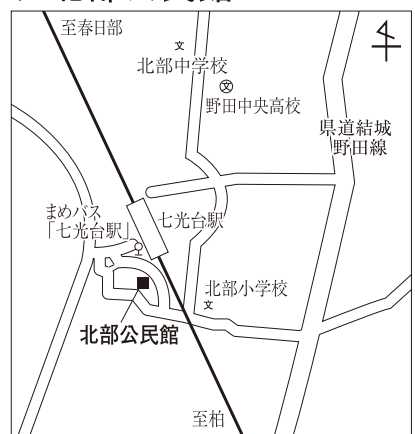 至春日部
北部中学校
野田中央高校
県道結城
野田線
まめバス
「七光台駅」
七光台駅
北部小学校
北部公民館
至柏